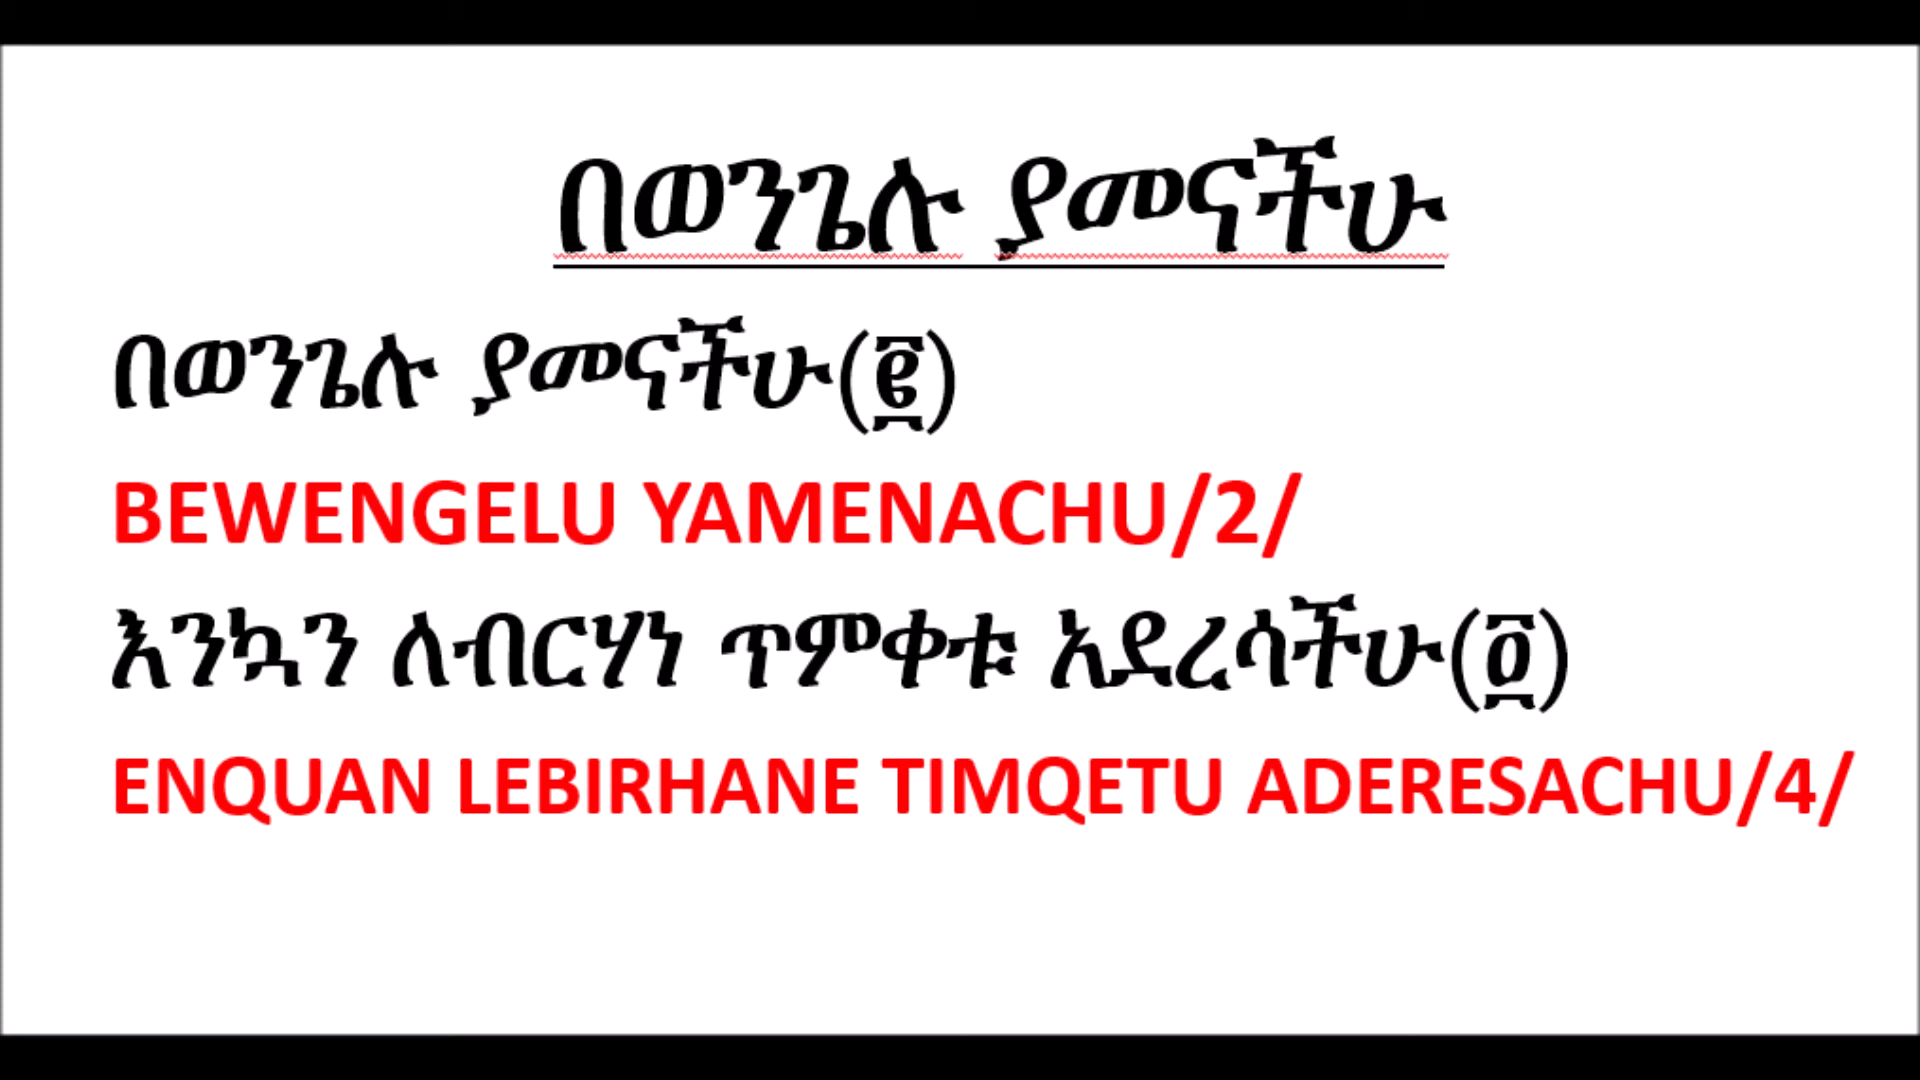 በወንጌሉ ያመናችሁ
በወንጌሉ ያመናችሁ(፪)
BEWENGELU YAMENACHU/2/
እንኳን ለብርሃነ ጥምቀቱ አደረሳችሁ(፬)
ENQUAN LEBIRHANE TIMQETU ADERESACHU/4/